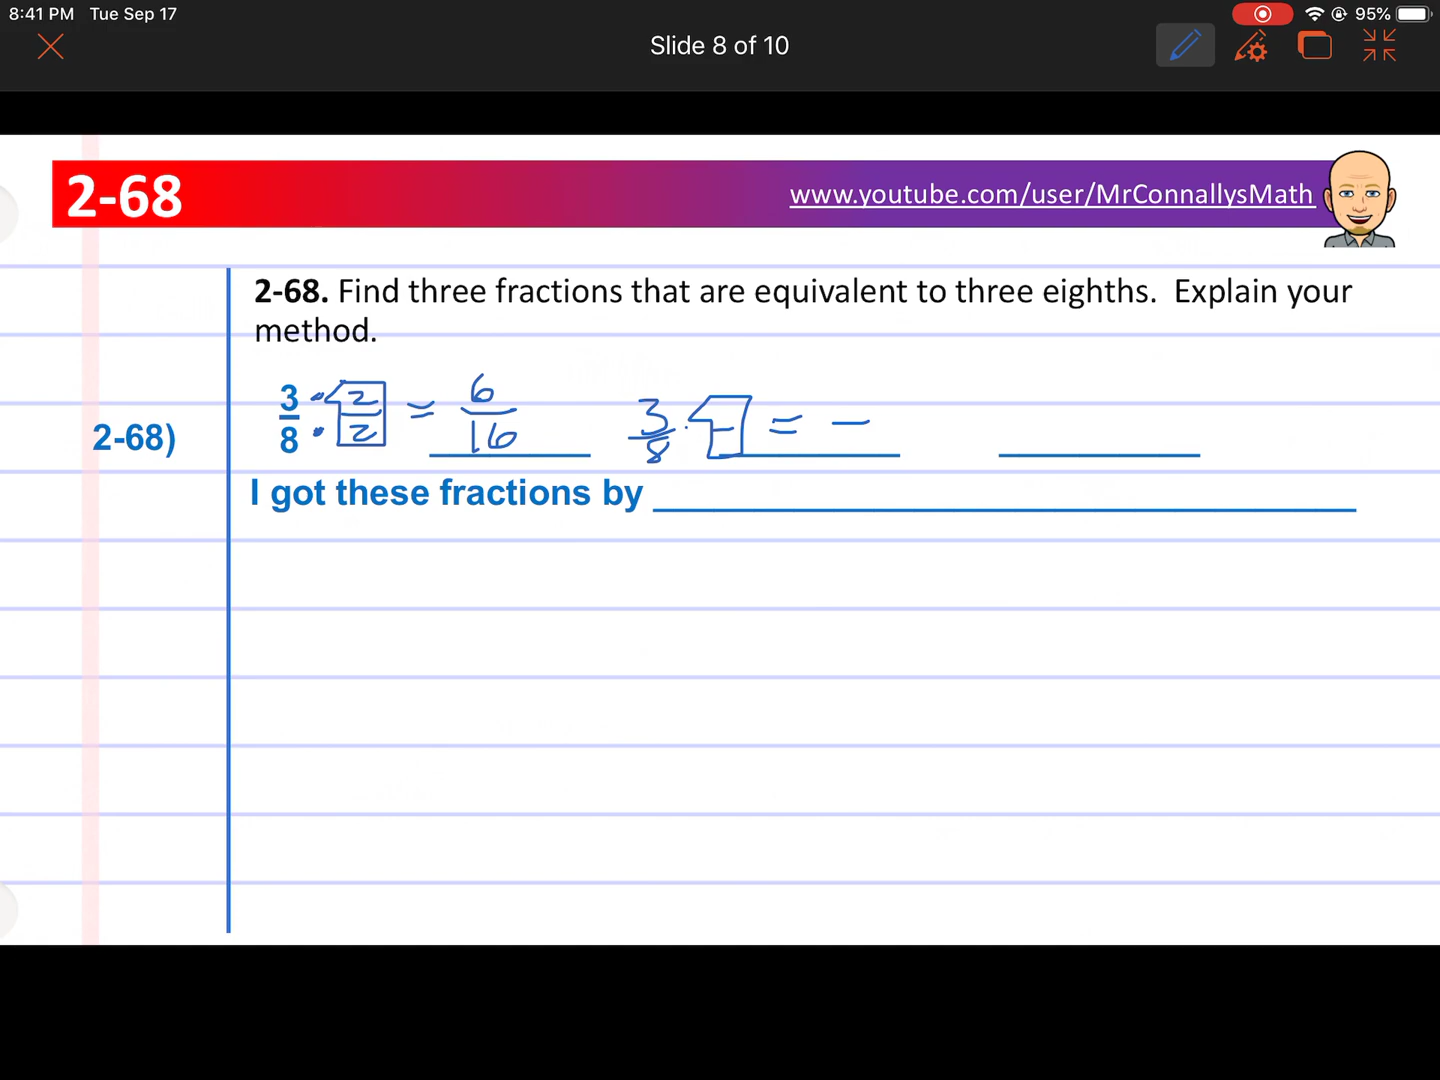 8:41 PM Tue Sep 17
95%
Slide 8 of 10
2-68
www.youtube.com/user/MrConnallysMath
2-68. Find three fractions that are equivalent to three eighths. Explain your
method.
2-68)
3/8 · 2/2 = 6/16 3/8 · — = —
I got these fractions by